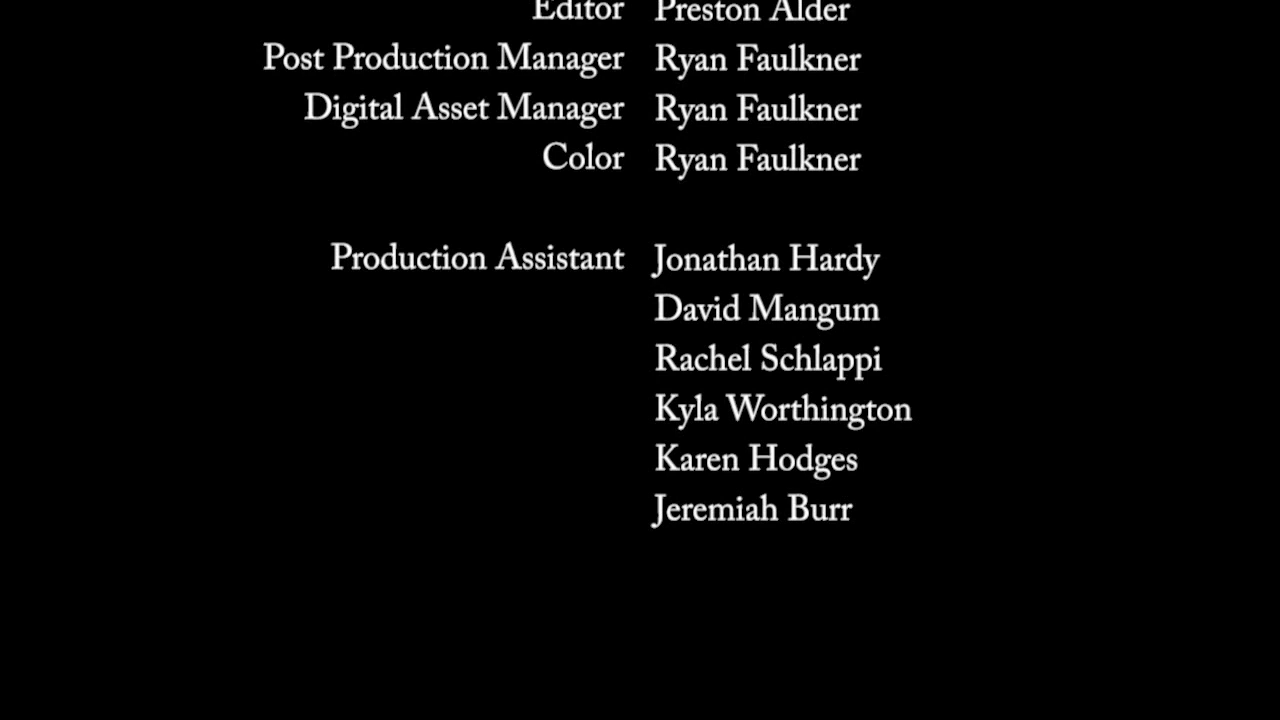 Editor Preston Alder
Post Production Manager Ryan Faulkner
Digital Asset Manager Ryan Faulkner
Color Ryan Faulkner
Production Assistant Jonathan Hardy
David Mangum
Rachel Schlappi
Kyla Worthington
Karen Hodges
Jeremiah Burr